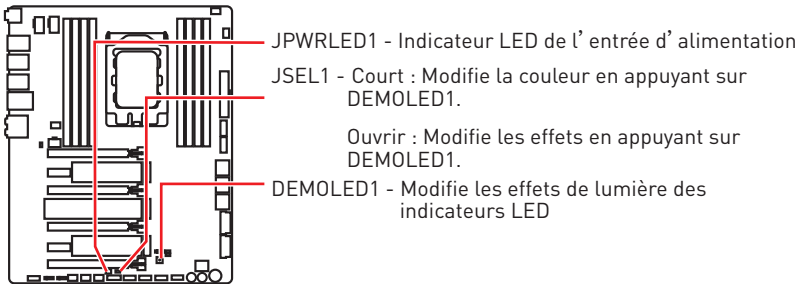 JPWRLED1 - Indicateur LED de l’entrée d’alimentation
JSEL1 - Court : Modifie la couleur en appuyant sur
DEMOLED1.
Ouvrir : Modifie les effets en appuyant sur
DEMOLED1.
DEMOLED1 - Modifie les effets de lumière des
indicateurs LED